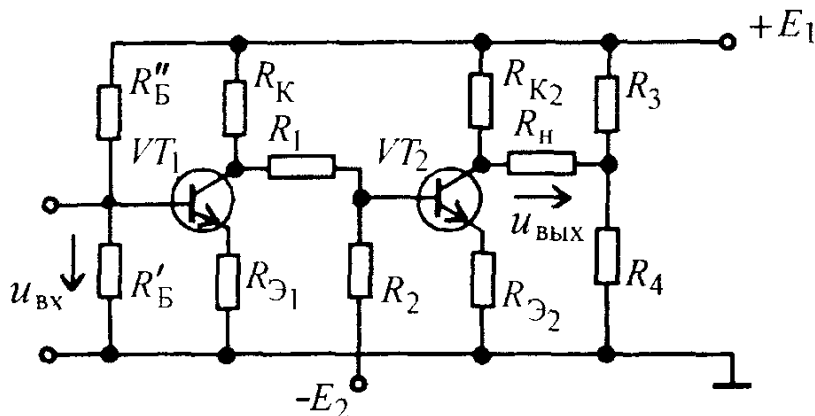 +E₁
R″Б
RК
RК₂
R₃
R₁
Rн
VT₁
VT₂
uвых
uвх
R′Б
RЭ₁
R₂
RЭ₂
R₄
-E₂